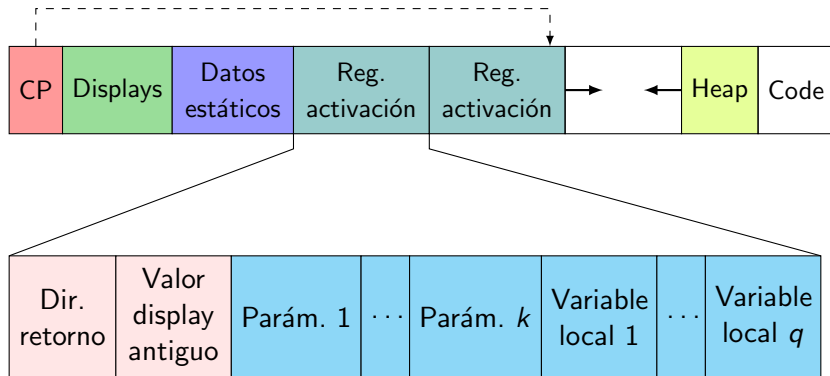 CP
Displays
Datos
estáticos
Reg.
activación
Reg.
activación
Heap
Code
Dir.
retorno
Valor
display
antiguo
Parám. 1
···
Parám. k
Variable
local 1
···
Variable
local q